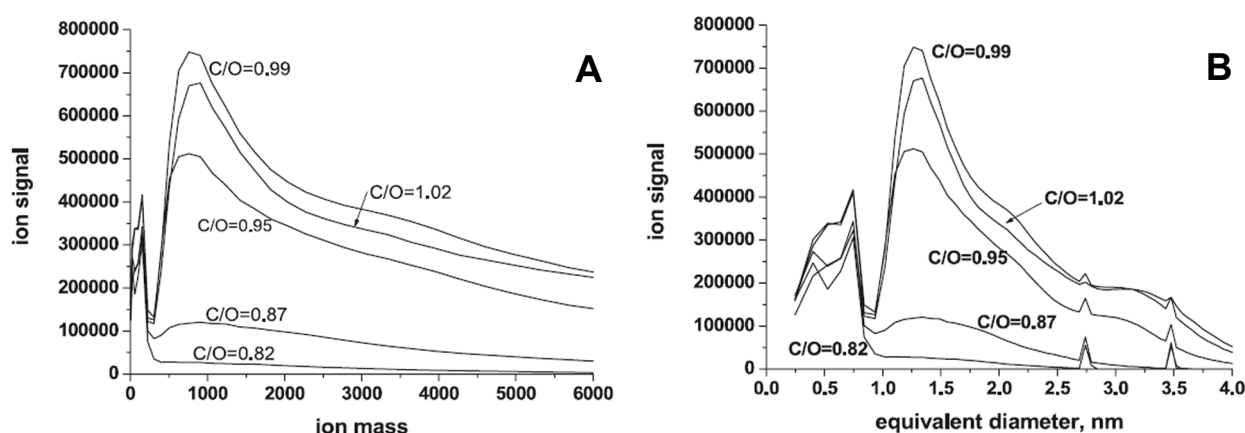 A
800000
700000
600000
500000
400000
300000
200000
100000
0
ion signal
C/O=0.99
C/O=1.02
C/O=0.95
C/O=0.87
C/O=0.82
0 1000 2000 3000 4000 5000 6000
ion mass
B
800000
700000
600000
500000
400000
300000
200000
100000
0
ion signal
C/O=0.99
C/O=1.02
C/O=0.95
C/O=0.87
C/O=0.82
0.0 0.5 1.0 1.5 2.0 2.5 3.0 3.5 4.0
equivalent diameter, nm